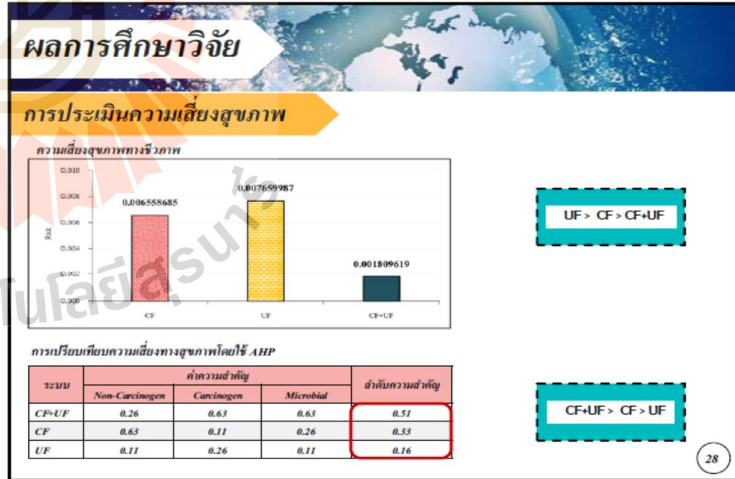 ผลการศึกษาวิจัย
การประเมินความเสี่ยงสุขภาพ
ความเสี่ยงสุขภาพทางชีวภาพ
0.010
0.008
0.006
0.004
0.002
0.000
Risk
0.006558685
0.007659987
0.001809619
CF
UF
CF+UF
UF > CF > CF+UF
การเปรียบเทียบความเสี่ยงทางสุขภาพโดยใช้ AHP
ระบบ ค่าความสำคัญ ลำดับความสำคัญ
Non-Carcinogen Carcinogen Microbial
CF+UF 0.26 0.63 0.63 0.51
CF 0.63 0.11 0.26 0.33
UF 0.11 0.26 0.11 0.16
CF+UF > CF > UF
28